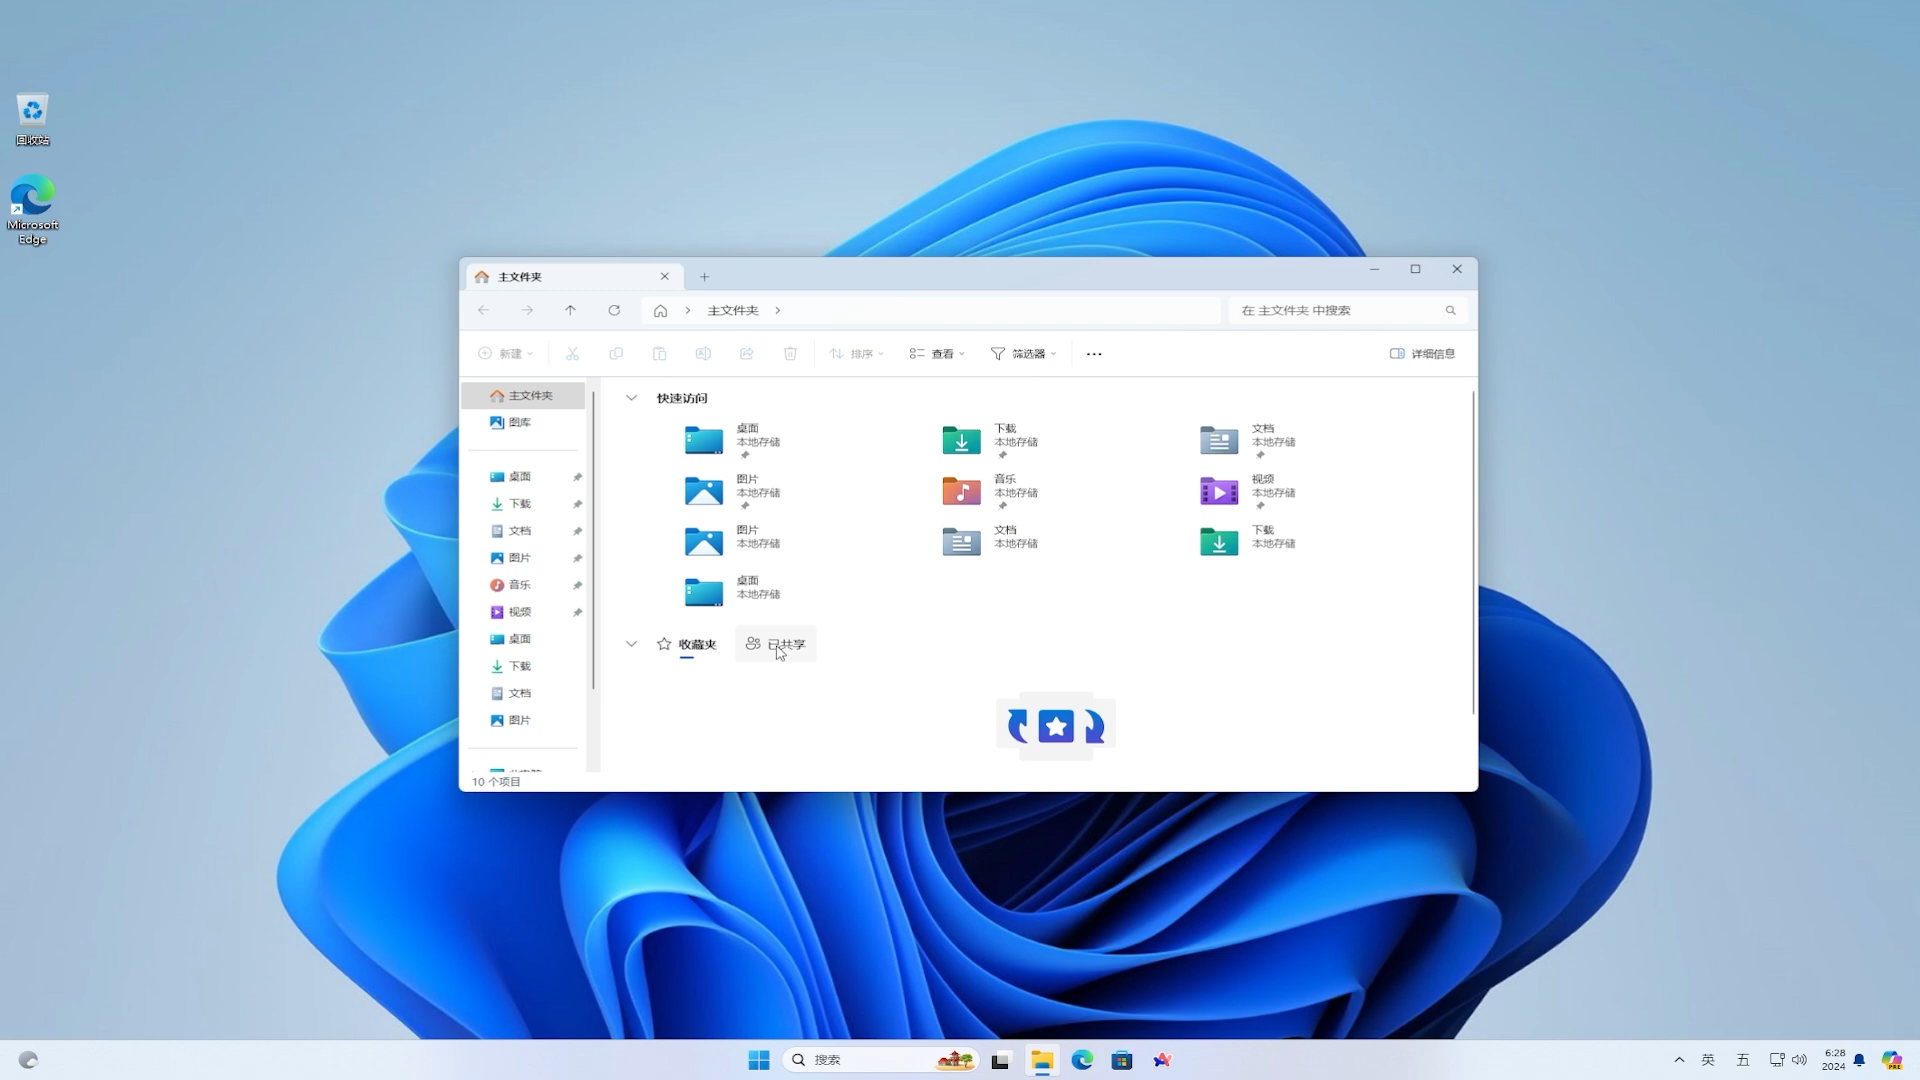 回收站
Microsoft
Edge
主文件夹
主文件夹
在 主文件夹 中搜索
新建
排序
查看
筛选器
详细信息
主文件夹
图库
桌面
下载
文档
图片
音乐
视频
桌面
下载
文档
图片
快速访问
桌面
本地存储
下载
本地存储
文档
本地存储
图片
本地存储
音乐
本地存储
视频
本地存储
图片
本地存储
文档
本地存储
下载
本地存储
桌面
本地存储
收藏夹
已共享
10 个项目
搜索
英
五
6:28
2024
PRE